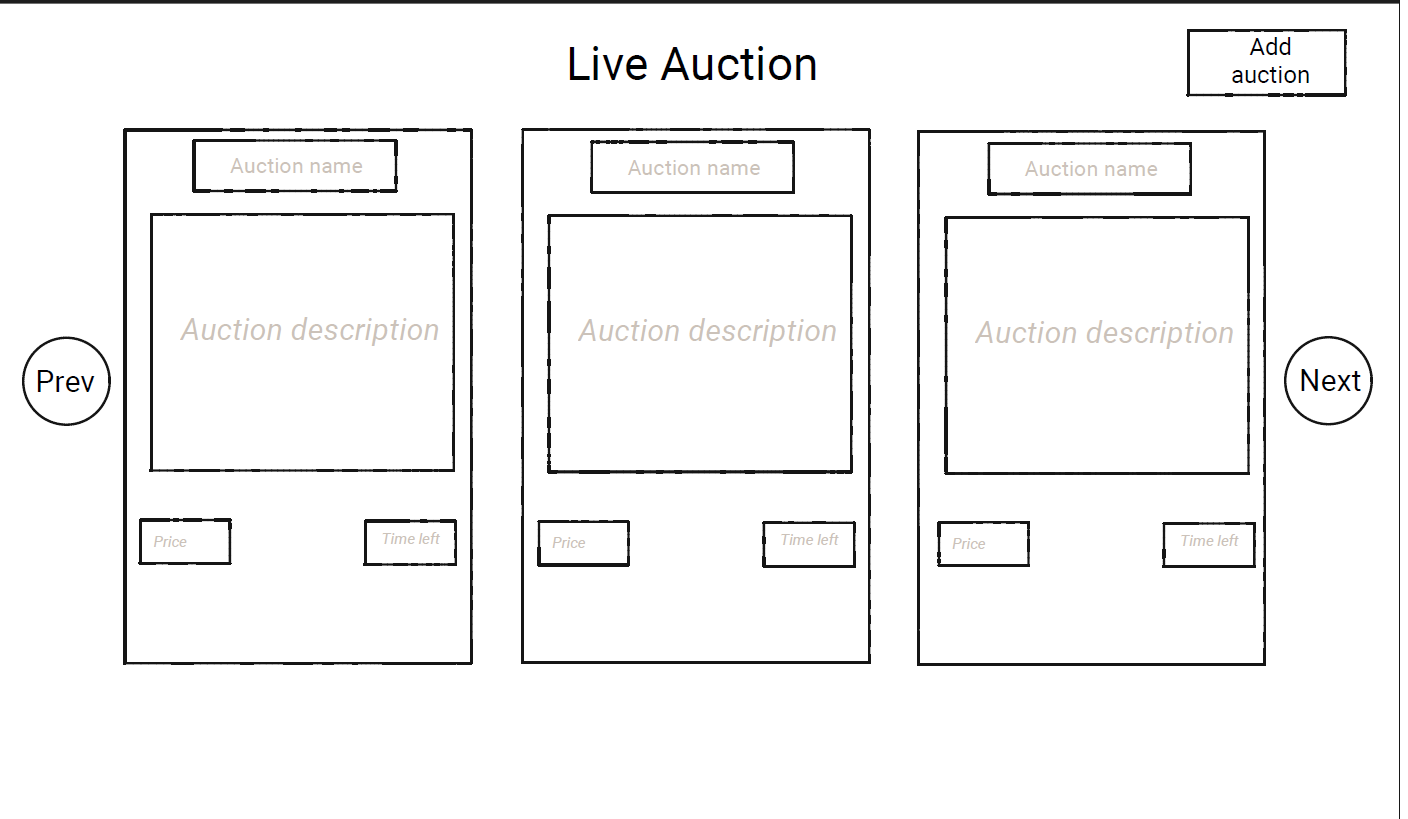 Live Auction
Add
auction
Auction name
Auction name
Auction name
Auction description
Auction description
Auction description
Prev
Next
Price
Time left
Price
Time left
Price
Time left